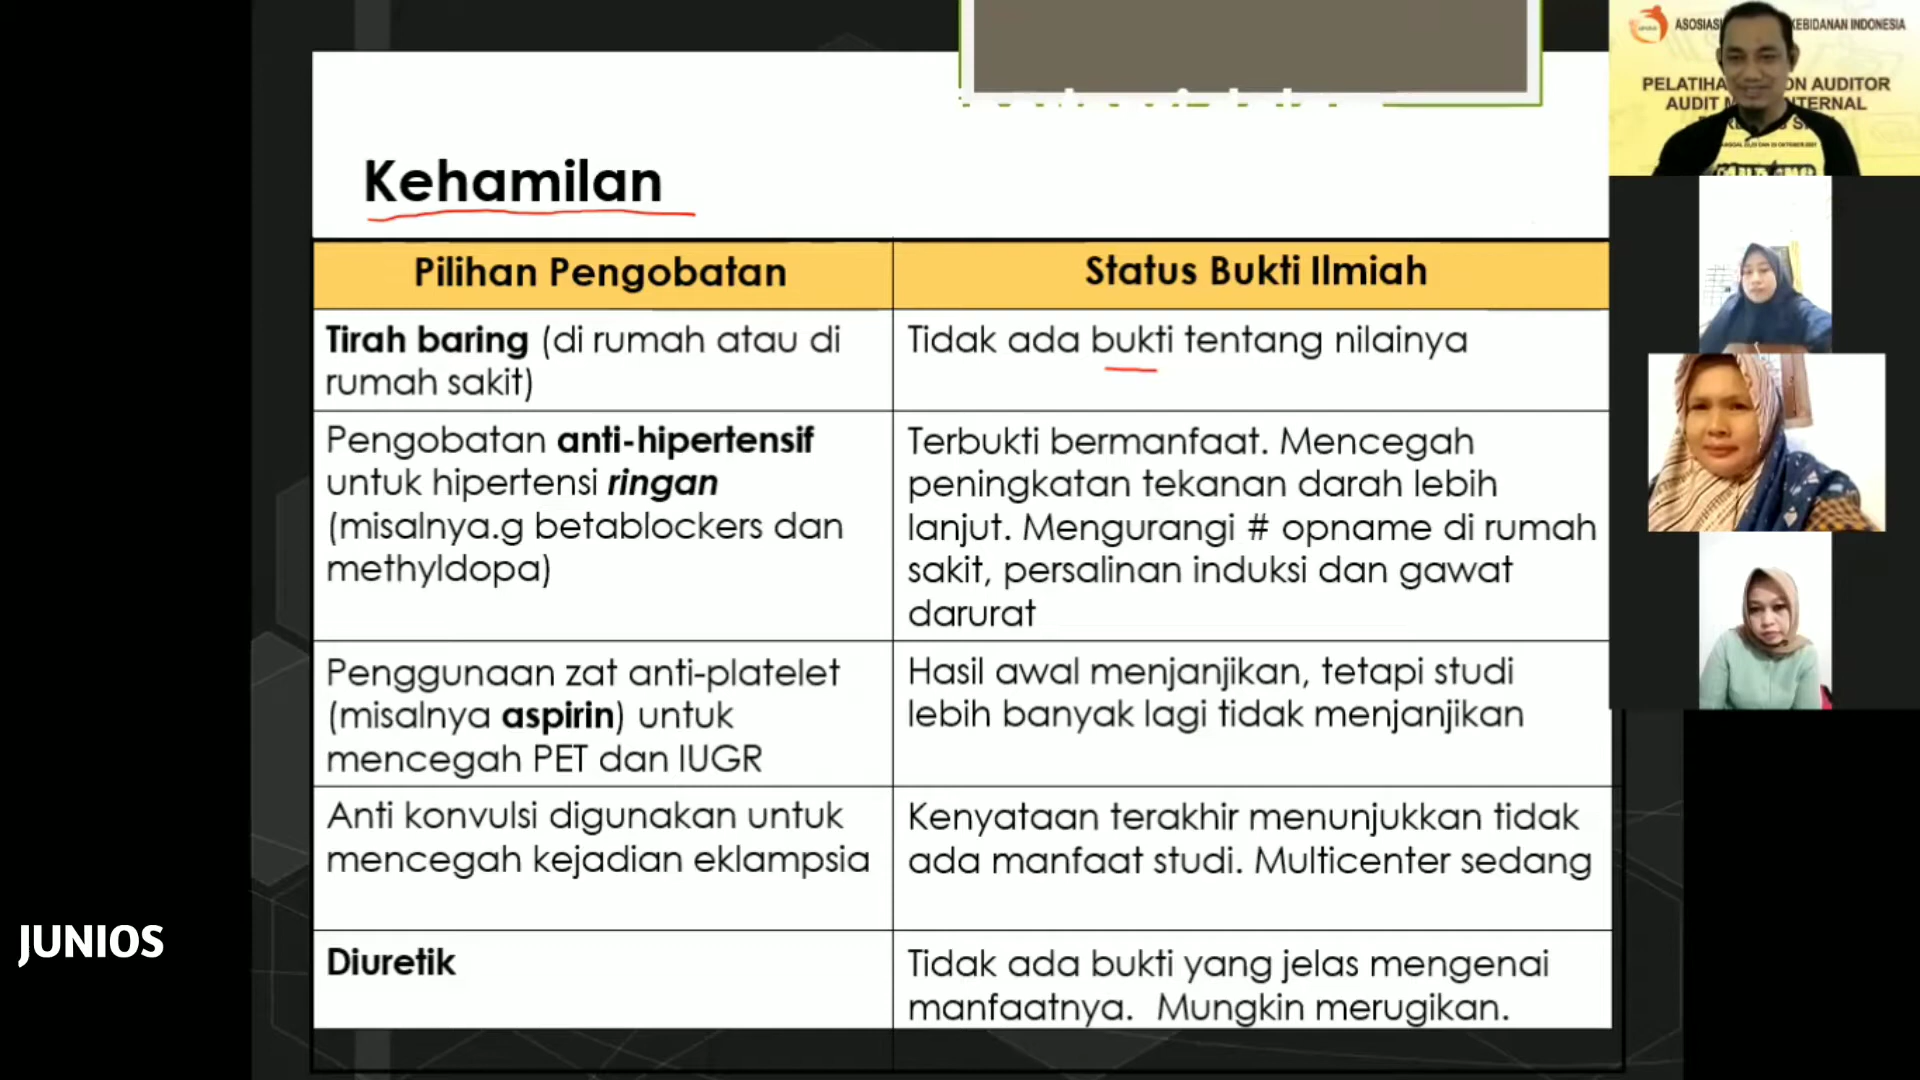 Kehamilan
Pilihan Pengobatan
Status Bukti Ilmiah
Tirah baring (di rumah atau di
rumah sakit)
Tidak ada bukti tentang nilainya
Pengobatan anti-hipertensif
untuk hipertensi ringan
(misalnya.g betablockers dan
methyldopa)
Terbukti bermanfaat. Mencegah
peningkatan tekanan darah lebih
lanjut. Mengurangi # opname di rumah
sakit, persalinan induksi dan gawat
darurat
Penggunaan zat anti-platelet
(misalnya aspirin) untuk
mencegah PET dan IUGR
Hasil awal menjanjikan, tetapi studi
lebih banyak lagi tidak menjanjikan
Anti konvulsi digunakan untuk
mencegah kejadian eklampsia
Kenyataan terakhir menunjukkan tidak
ada manfaat studi. Multicenter sedang
Diuretik
Tidak ada bukti yang jelas mengenai
manfaatnya. Mungkin merugikan.
JUNIOS
KEBIDANAN INDONESIA
AUDITOR
AUDIT